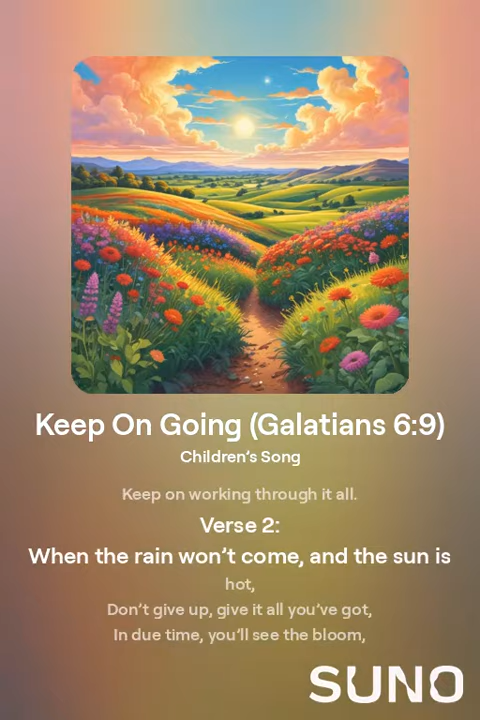 Keep On Going (Galatians 6:9)
Children's Song
Keep on working through it all.
Verse 2:
When the rain won't come, and the sun is
hot,
Don't give up, give it all you've got,
In due time, you'll see the bloom,
SUNO